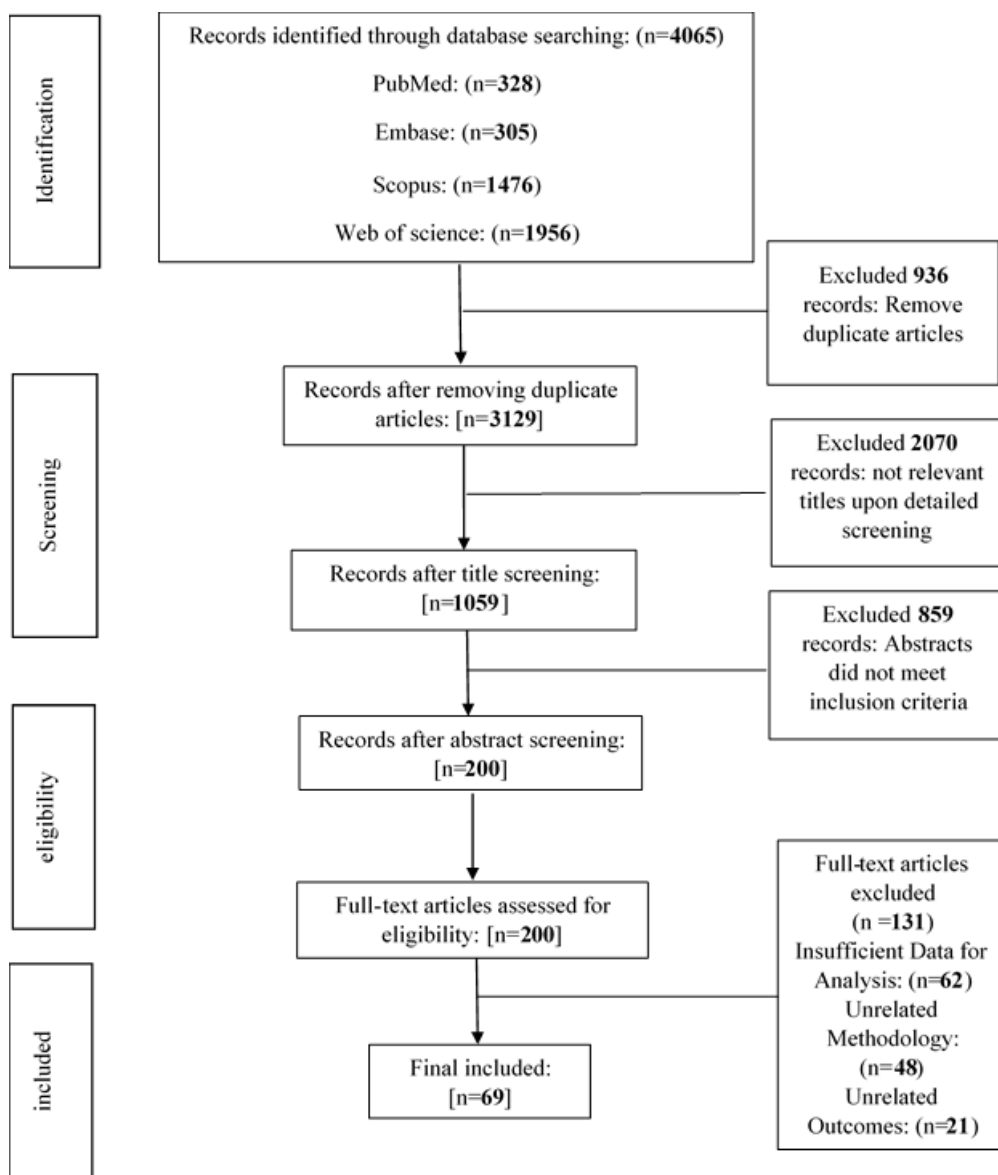 Identification
Records identified through database searching: (n=4065)
PubMed: (n=328)
Embase: (n=305)
Scopus: (n=1476)
Web of science: (n=1956)
Excluded 936
records: Remove
duplicate articles
Screening
Records after removing duplicate
articles: [n=3129]
Excluded 2070
records: not relevant
titles upon detailed
screening
Records after title screening:
[n=1059]
Excluded 859
records: Abstracts
did not meet
inclusion criteria
eligibility
Records after abstract screening:
[n=200]
Full-text articles assessed for
eligibility: [n=200]
Full-text articles
excluded
(n =131)
Insufficient Data for
Analysis: (n=62)
Unrelated
Methodology:
(n=48)
Unrelated
Outcomes: (n=21)
included
Final included:
[n=69]